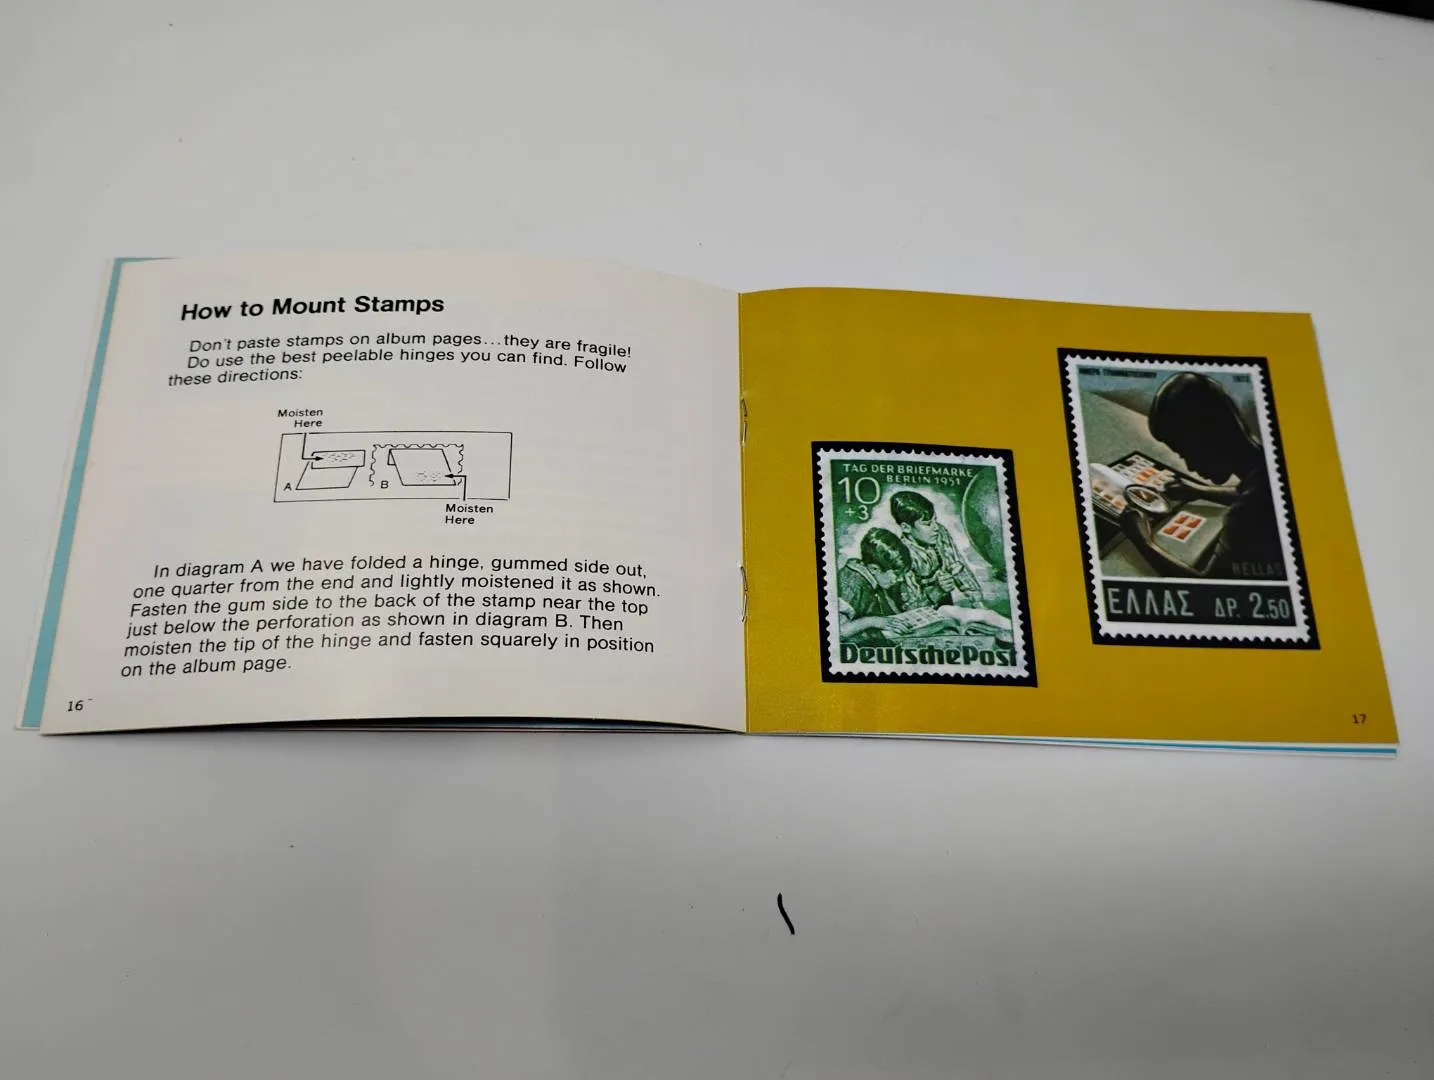 How to Mount Stamps
Don't paste stamps on album pages...they are fragile!
Do use the best peelable hinges you can find. Follow
these directions:
Moisten
Here
A
B
Moisten
Here
In diagram A we have folded a hinge, gummed side out,
one quarter from the end and lightly moistened it as shown.
Fasten the gum side to the back of the stamp near the top
just below the perforation as shown in diagram B. Then
moisten the tip of the hinge and fasten squarely in position
on the album page.
16
TAG DER BRIEFMARKE
BERLIN 1951
10
+3
Deutsche Post
HELLAS
ΕΛΛΑΣ ΔΡ. 2.50
17